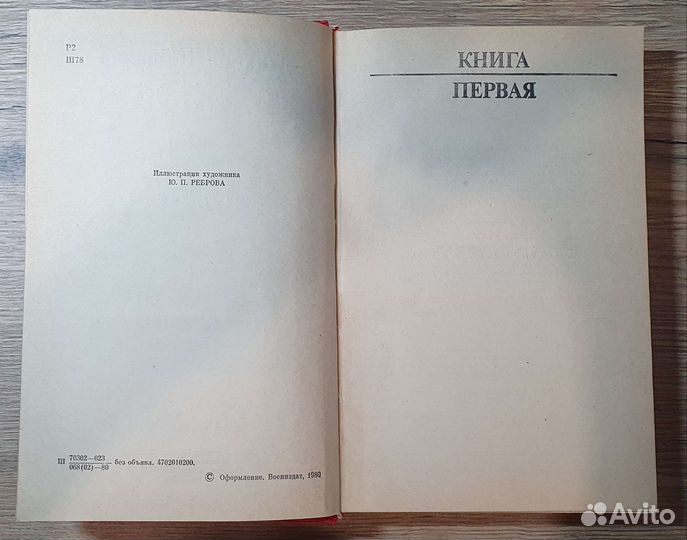 Р2
Ш78
Иллюстрации художника
Ю. П. РЕБРОВА
Ш 70302—023
068(02)—80 без объявл. 4702010200.
© Оформление. Воениздат, 1980
КНИГА
ПЕРВАЯ
Avito